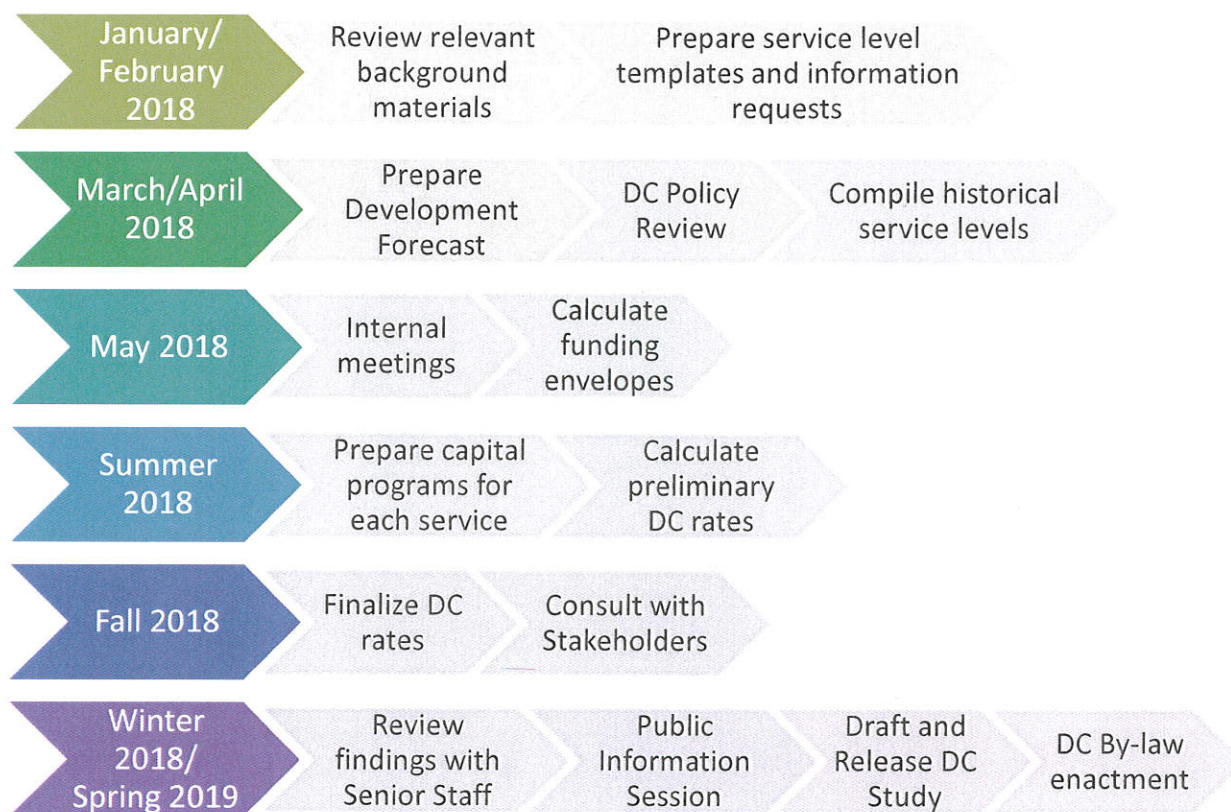 January/
February
2018
Review relevant
background
materials
Prepare service level
templates and information
requests
March/April
2018
Prepare
Development
Forecast
DC Policy
Review
Compile historical
service levels
May 2018
Internal
meetings
Calculate
funding
envelopes
Summer
2018
Prepare capital
programs for
each service
Calculate
preliminary
DC rates
Fall 2018
Finalize DC
rates
Consult with
Stakeholders
Winter
2018/
Spring 2019
Review
findings with
Senior Staff
Public
Information
Session
Draft and
Release DC
Study
DC By-law
enactment